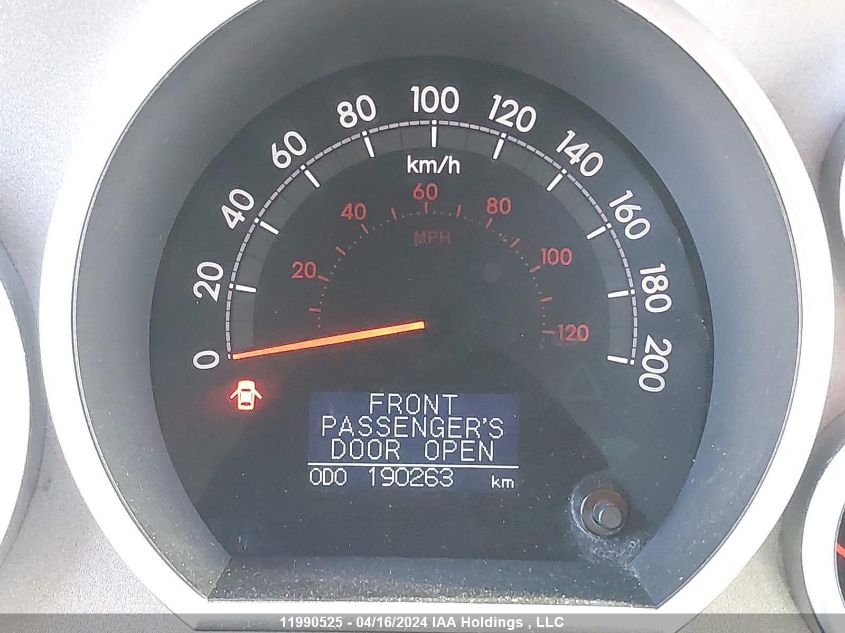 0 20 40 60 80 100 120 140 160 180 200
km/h
20 40 60 80 100 120
MPH
FRONT
PASSENGER'S
DOOR OPEN
ODO 190263 km
11990525 - 04/16/2024 IAA Holdings , LLC